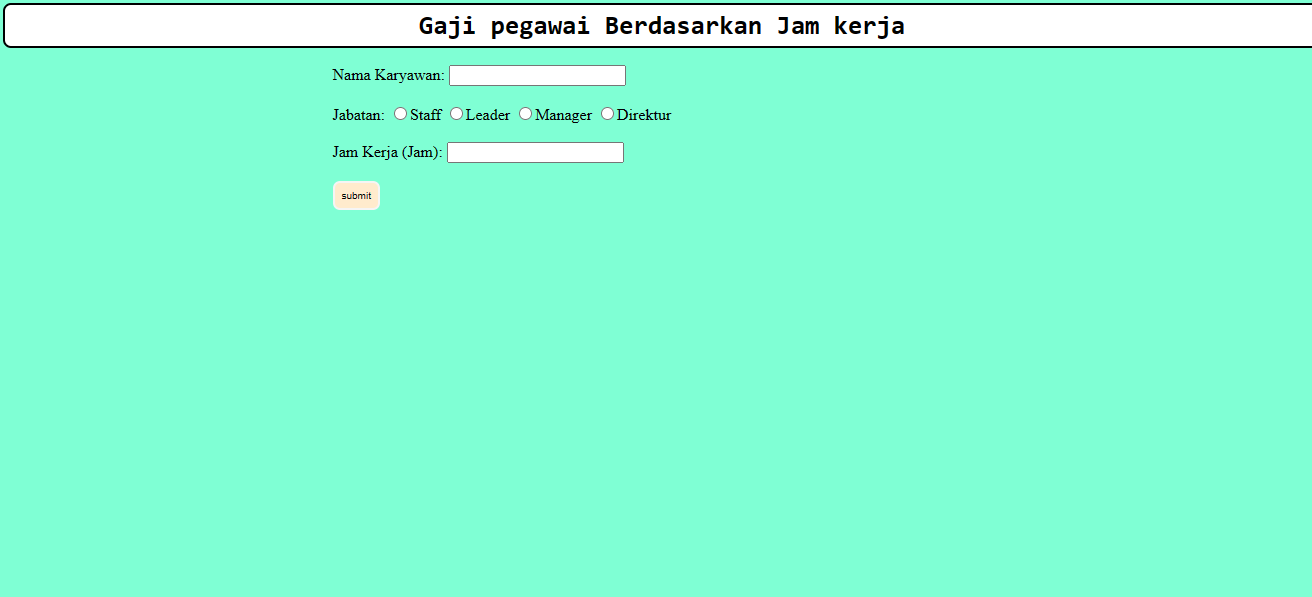 Gaji pegawai Berdasarkan Jam kerja
Nama Karyawan:
Jabatan: Staff Leader Manager Direktur
Jam Kerja (Jam):
submit